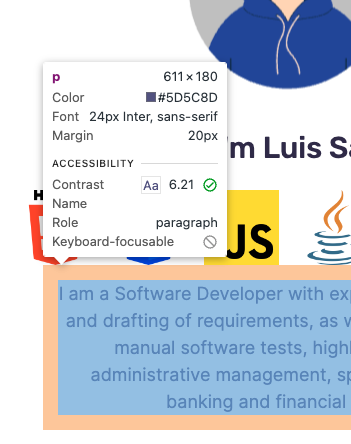 p 611×180
Color #5D5C8D
Font 24px Inter, sans-serif
Margin 20px
ACCESSIBILITY
Contrast Aa 6.21
Name
Role paragraph
Keyboard-focusable
'm Luis Sa
JS
I am a Software Developer with exp
and drafting of requirements, as w
manual software tests, highl
administrative management, sp
banking and financial